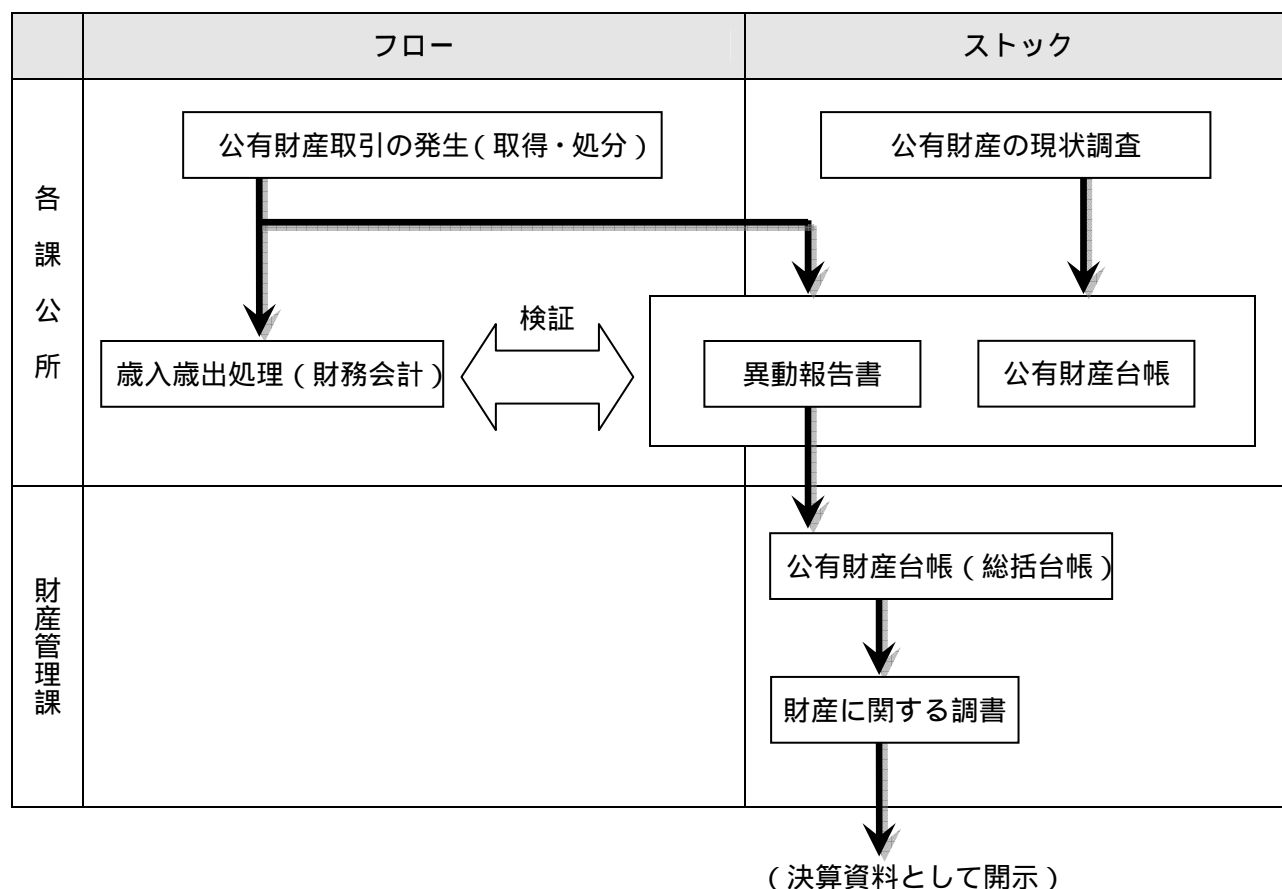 フロー
ストック
各課公所
公有財産取引の発生（取得・処分）
公有財産の現状調査
検証
歳入歳出処理（財務会計）
異動報告書
公有財産台帳
財産管理課
公有財産台帳（総括台帳）
財産に関する調書
（決算資料として開示）